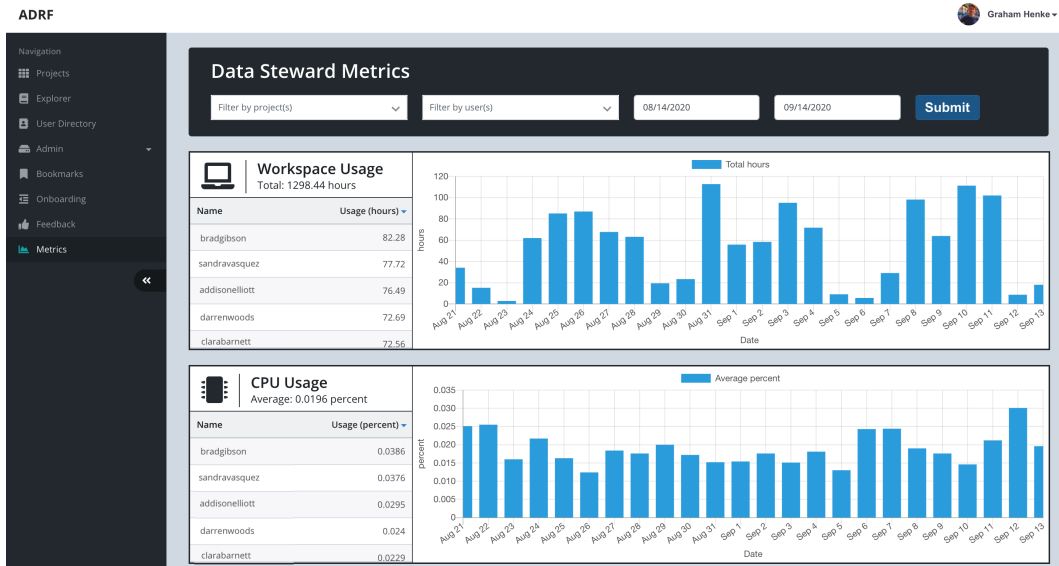 ADRF
Graham Henke
Navigation
Projects
Explorer
User Directory
Admin
Bookmarks
Onboarding
Feedback
Metrics
Data Steward Metrics
Filter by project(s)
Filter by user(s)
08/14/2020
09/14/2020
Submit
Workspace Usage
Total: 1298.44 hours
Name Usage (hours)
bradgibson 82.28
sandravasquez 77.72
addisonelliott 76.49
darrenwoods 72.69
clarabarnett 72.56
Total hours
120
100
80
60
40
20
0
hours
Aug 21 Aug 22 Aug 23 Aug 24 Aug 25 Aug 26 Aug 27 Aug 28 Aug 29 Aug 30 Aug 31 Sep 1 Sep 2 Sep 3 Sep 4 Sep 5 Sep 6 Sep 7 Sep 8 Sep 9 Sep 10 Sep 11 Sep 12 Sep 13
Date
CPU Usage
Average: 0.0196 percent
Name Usage (percent)
bradgibson 0.0386
sandravasquez 0.0376
addisonelliott 0.0295
darrenwoods 0.024
clarabarnett 0.0229
Average percent
0.035
0.030
0.025
0.020
0.015
0.010
0.005
0
percent
Aug 21 Aug 22 Aug 23 Aug 24 Aug 25 Aug 26 Aug 27 Aug 28 Aug 29 Aug 30 Aug 31 Sep 1 Sep 2 Sep 3 Sep 4 Sep 5 Sep 6 Sep 7 Sep 8 Sep 9 Sep 10 Sep 11 Sep 12 Sep 13
Date